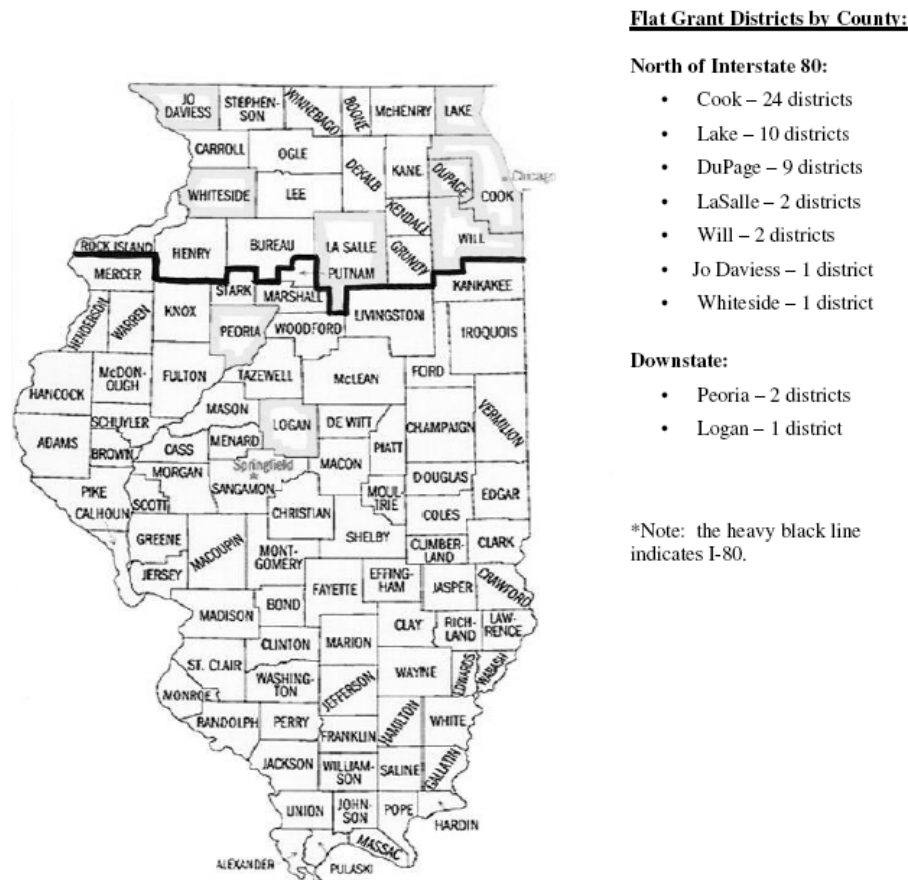 Flat Grant Districts by County:
North of Interstate 80:
• Cook – 24 districts
• Lake – 10 districts
• DuPage – 9 districts
• LaSalle – 2 districts
• Will – 2 districts
• Jo Daviess – 1 district
• Whiteside – 1 district
Downstate:
• Peoria – 2 districts
• Logan – 1 district
*Note: the heavy black line
indicates I-80.
JO
DAVIESS
STEPHEN-
SON
WINNEBAGO
BOONE
McHENRY
LAKE
CARROLL
OGLE
DEKALB
KANE
DUPAGE
Chicago
COOK
WHITESIDE
LEE
KENDALL
WILL
ROCK ISLAND
HENRY
BUREAU
LA SALLE
GRUNDY
PUTNAM
MERCER
STARK
MARSHALL
KANKAKEE
HENDERSON
WARREN
KNOX
PEORIA
WOODFORD
LIVINGSTON
IROQUOIS
HANCOCK
McDON-
OUGH
FULTON
TAZEWELL
McLEAN
FORD
MASON
LOGAN
DE WITT
CHAMPAIGN
VERMILION
ADAMS
SCHUYLER
BROWN
CASS
MENARD
PIATT
MACON
MORGAN
Springfield
SANGAMON
DOUGLAS
EDGAR
PIKE
SCOTT
CHRISTIAN
MOUL-
TRIE
COLES
CALHOUN
GREENE
MACOUPIN
SHELBY
CUMBER-
LAND
CLARK
JERSEY
MONT-
GOMERY
FAYETTE
EFFING-
HAM
JASPER
CRAWFORD
MADISON
BOND
CLAY
RICH-
LAND
LAW-
RENCE
CLINTON
MARION
ST. CLAIR
WASHING-
TON
JEFFERSON
WAYNE
EDWARDS
WABASH
MONROE
RANDOLPH
PERRY
FRANKLIN
HAMILTON
WHITE
JACKSON
WILLIAM-
SON
SALINE
GALLATIN
UNION
JOHN-
SON
POPE
HARDIN
MASSAC
ALEXANDER
PULASKI